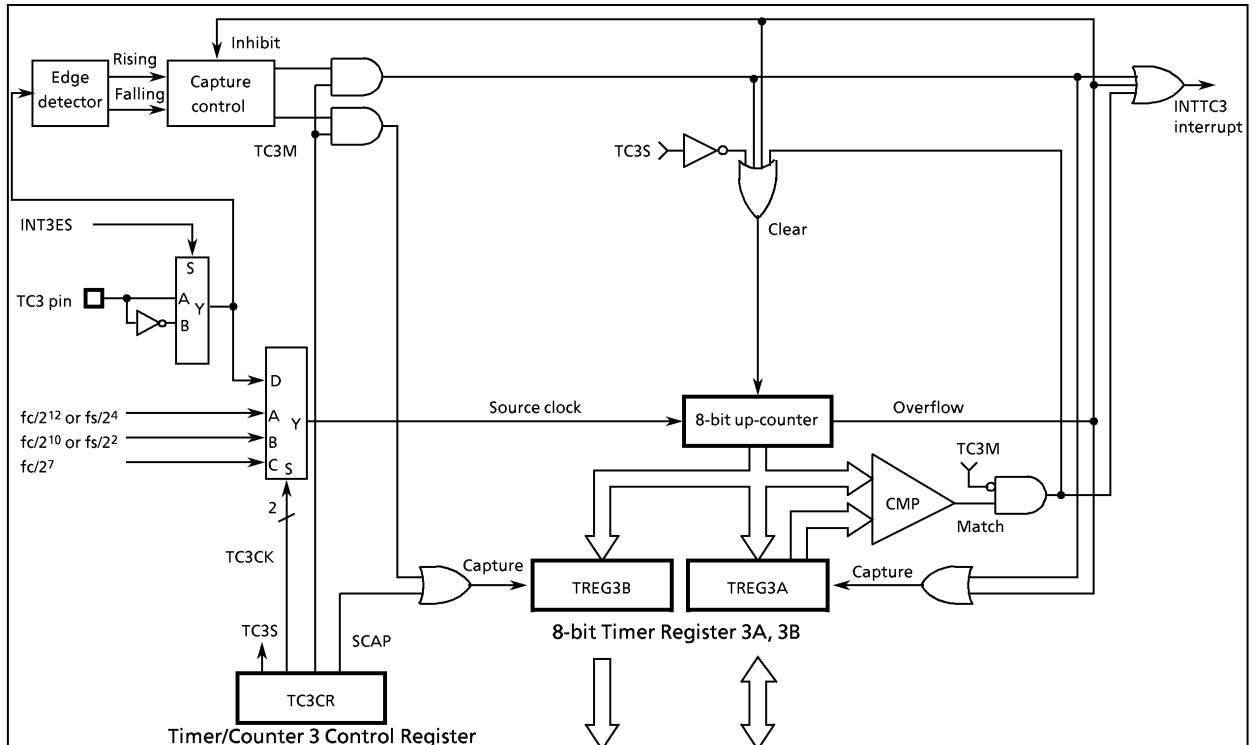 Inhibit
Rising
Edge
detector
Capture
control
Falling
INTTC3
interrupt
TC3M
TC3S
Clear
INT3ES
S
TC3 pin
A
Y
B
D
fc/2¹² or fs/2⁴
A
Y
Source clock
8-bit up-counter
Overflow
fc/2¹⁰ or fs/2²
B
fc/2⁷
C
S
TC3M
2
CMP
Match
TC3CK
Capture
TREG3B
TREG3A
Capture
8-bit Timer Register 3A, 3B
TC3S
SCAP
TC3CR
Timer/Counter 3 Control Register